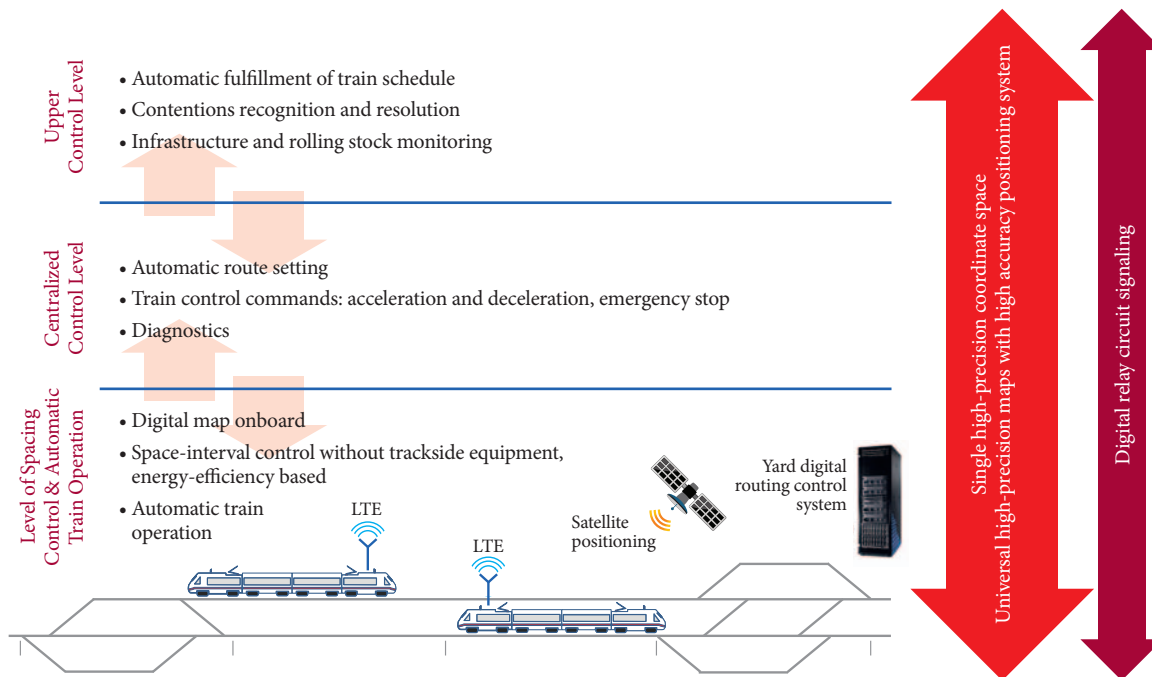 Upper
Control Level
• Automatic fulfillment of train schedule
• Contentions recognition and resolution
• Infrastructure and rolling stock monitoring
Centralized
Control Level
• Automatic route setting
• Train control commands: acceleration and deceleration, emergency stop
• Diagnostics
Level of Spacing
Control & Automatic
Train Operation
• Digital map onboard
• Space-interval control without trackside equipment,
energy-efficiency based
• Automatic train
operation
LTE
LTE
Satellite
positioning
Yard digital
routing control
system
Single high-precision coordinate space
Universal high-precision maps with high accuracy positioning system
Digital relay circuit signaling